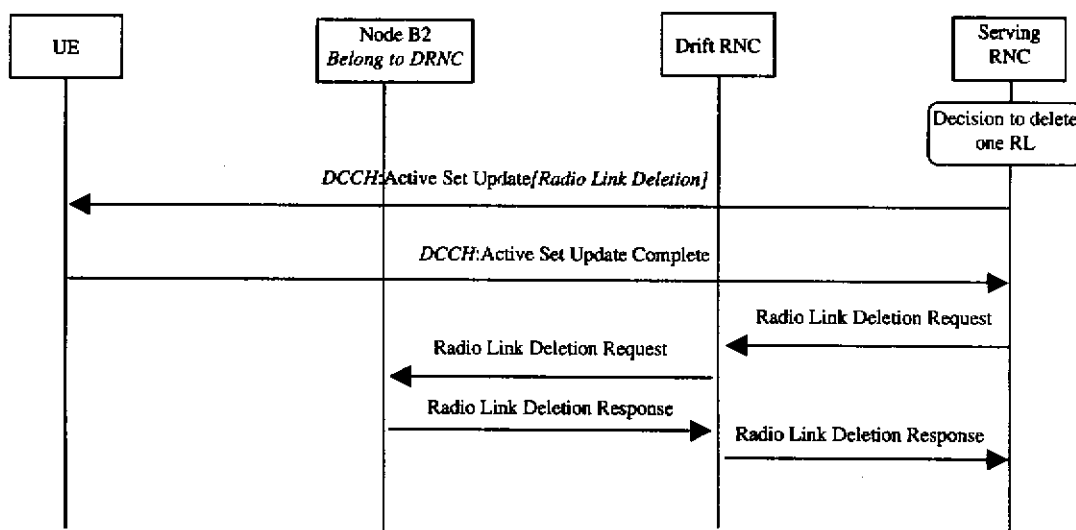 UE
Node B2
Belong to DRNC
Drift RNC
Serving
RNC
Decision to delete
one RL
DCCH:Active Set Update[Radio Link Deletion]
DCCH:Active Set Update Complete
Radio Link Deletion Request
Radio Link Deletion Request
Radio Link Deletion Response
Radio Link Deletion Response